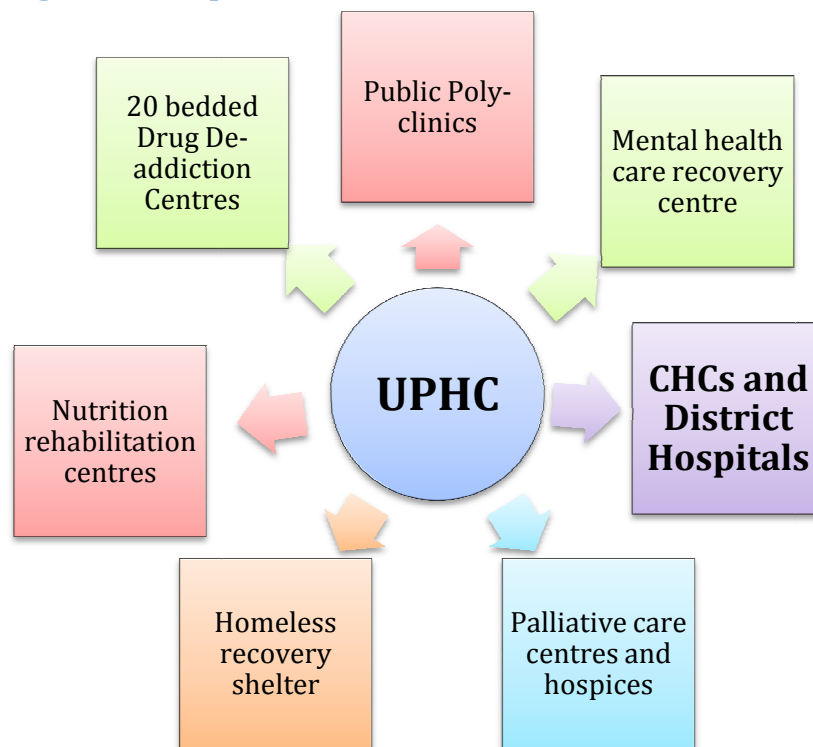 Public Poly-
clinics
20 bedded
Drug De-
addiction
Centres
Mental health
care recovery
centre
UPHC
CHCs and
District
Hospitals
Nutrition
rehabilitation
centres
Homeless
recovery
shelter
Palliative care
centres and
hospices